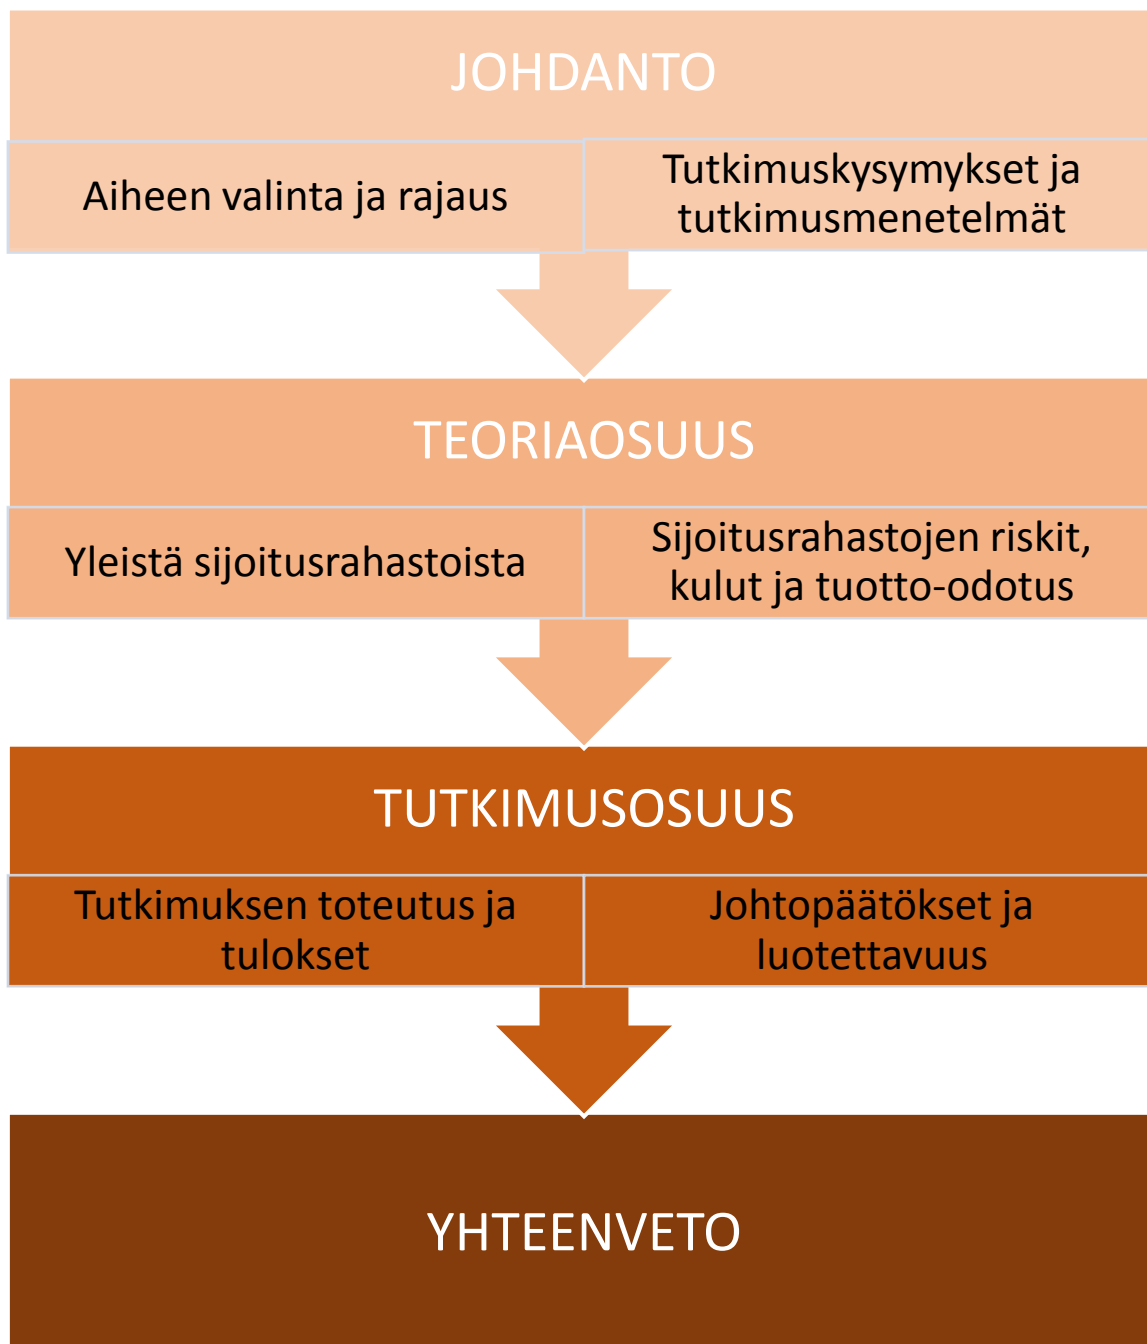 JOHDANTO
Aiheen valinta ja rajaus
Tutkimuskysymykset ja
tutkimusmenetelmät
TEORIAOSUUS
Yleistä sijoitusrahastoista
Sijoitusrahastojen riskit,
kulut ja tuotto-odotus
TUTKIMUSOSUUS
Tutkimuksen toteutus ja
tulokset
Johtopäätökset ja
luotettavuus
YHTEENVETO